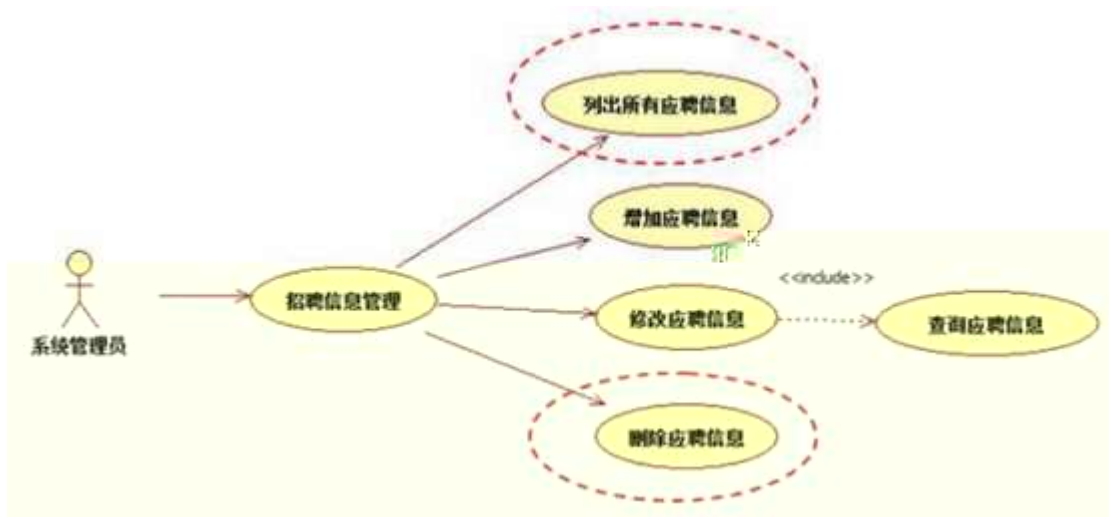 列出所有应聘信息
增加应聘信息
<<include>>
招聘信息管理
修改应聘信息
查询应聘信息
系统管理员
删除应聘信息